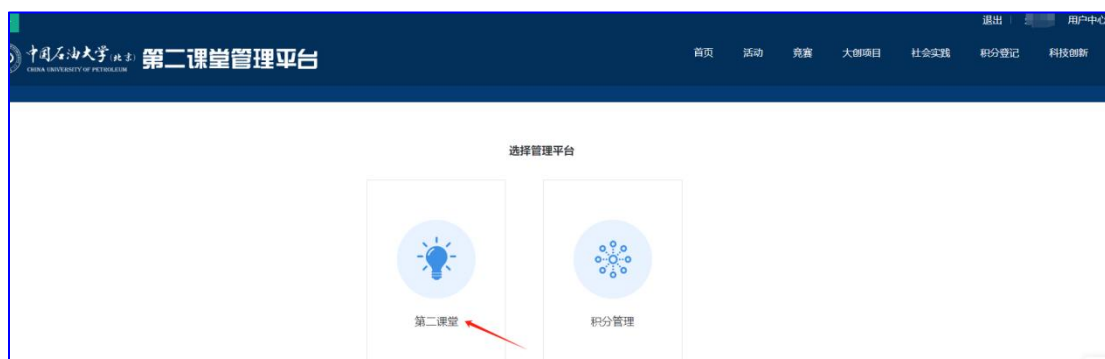 退出 用户中心
中国石油大学(北京) 第二课堂管理平台
CHINA UNIVERSITY OF PETROLEUM
首页 活动 竞赛 大创项目 社会实践 积分登记 科技创新
选择管理平台
第二课堂 积分管理